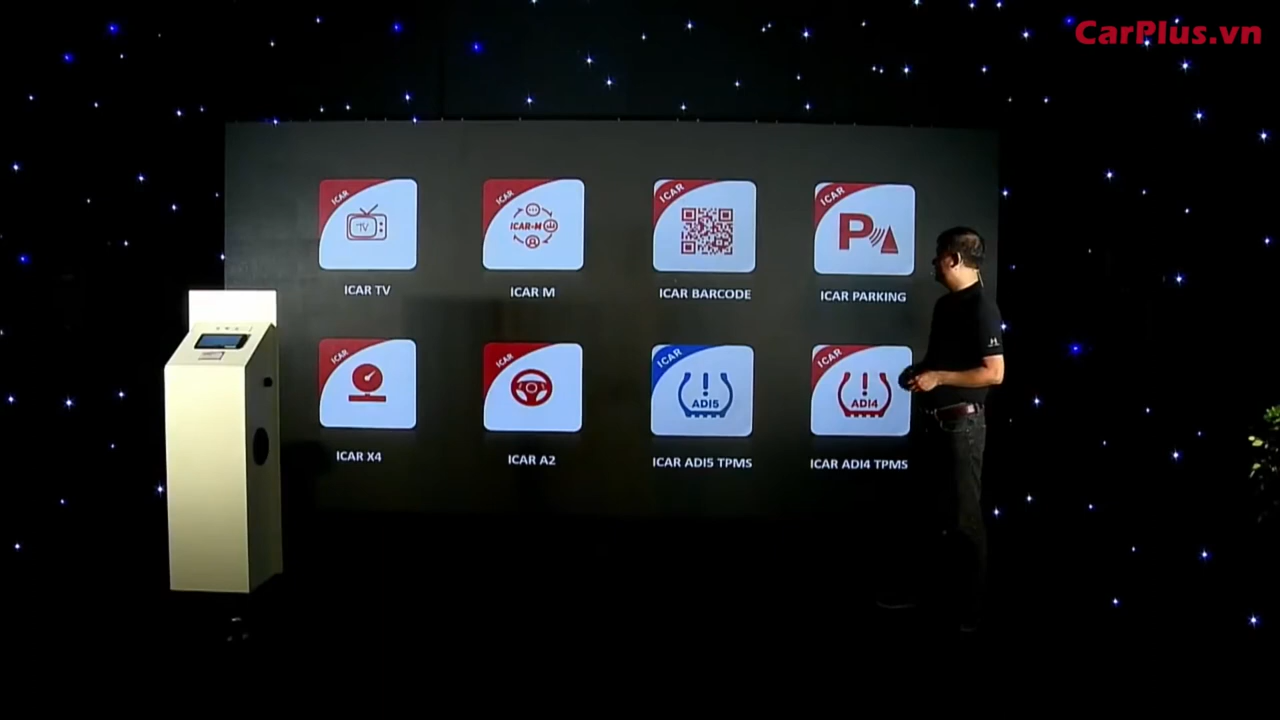 CarPlus.vn
ICAR
ICAR
ICAR
ICAR
TV
ICAR-M
P
ICAR TV
ICAR M
ICAR BARCODE
ICAR PARKING
ICAR
ICAR
ICAR
ICAR
ADI5
ADI4
ICAR X4
ICAR A2
ICAR ADI5 TPMS
ICAR ADI4 TPMS